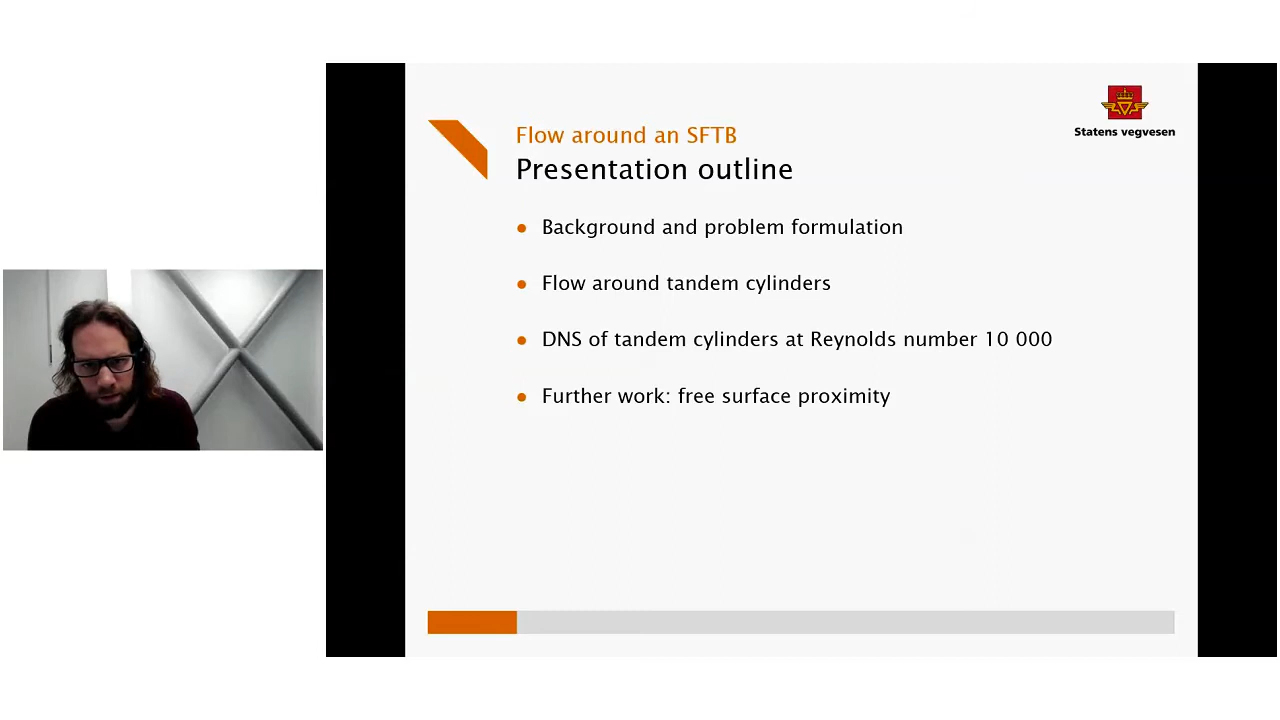 Statens vegvesen
Flow around an SFTB
Presentation outline
Background and problem formulation
Flow around tandem cylinders
DNS of tandem cylinders at Reynolds number 10 000
Further work: free surface proximity